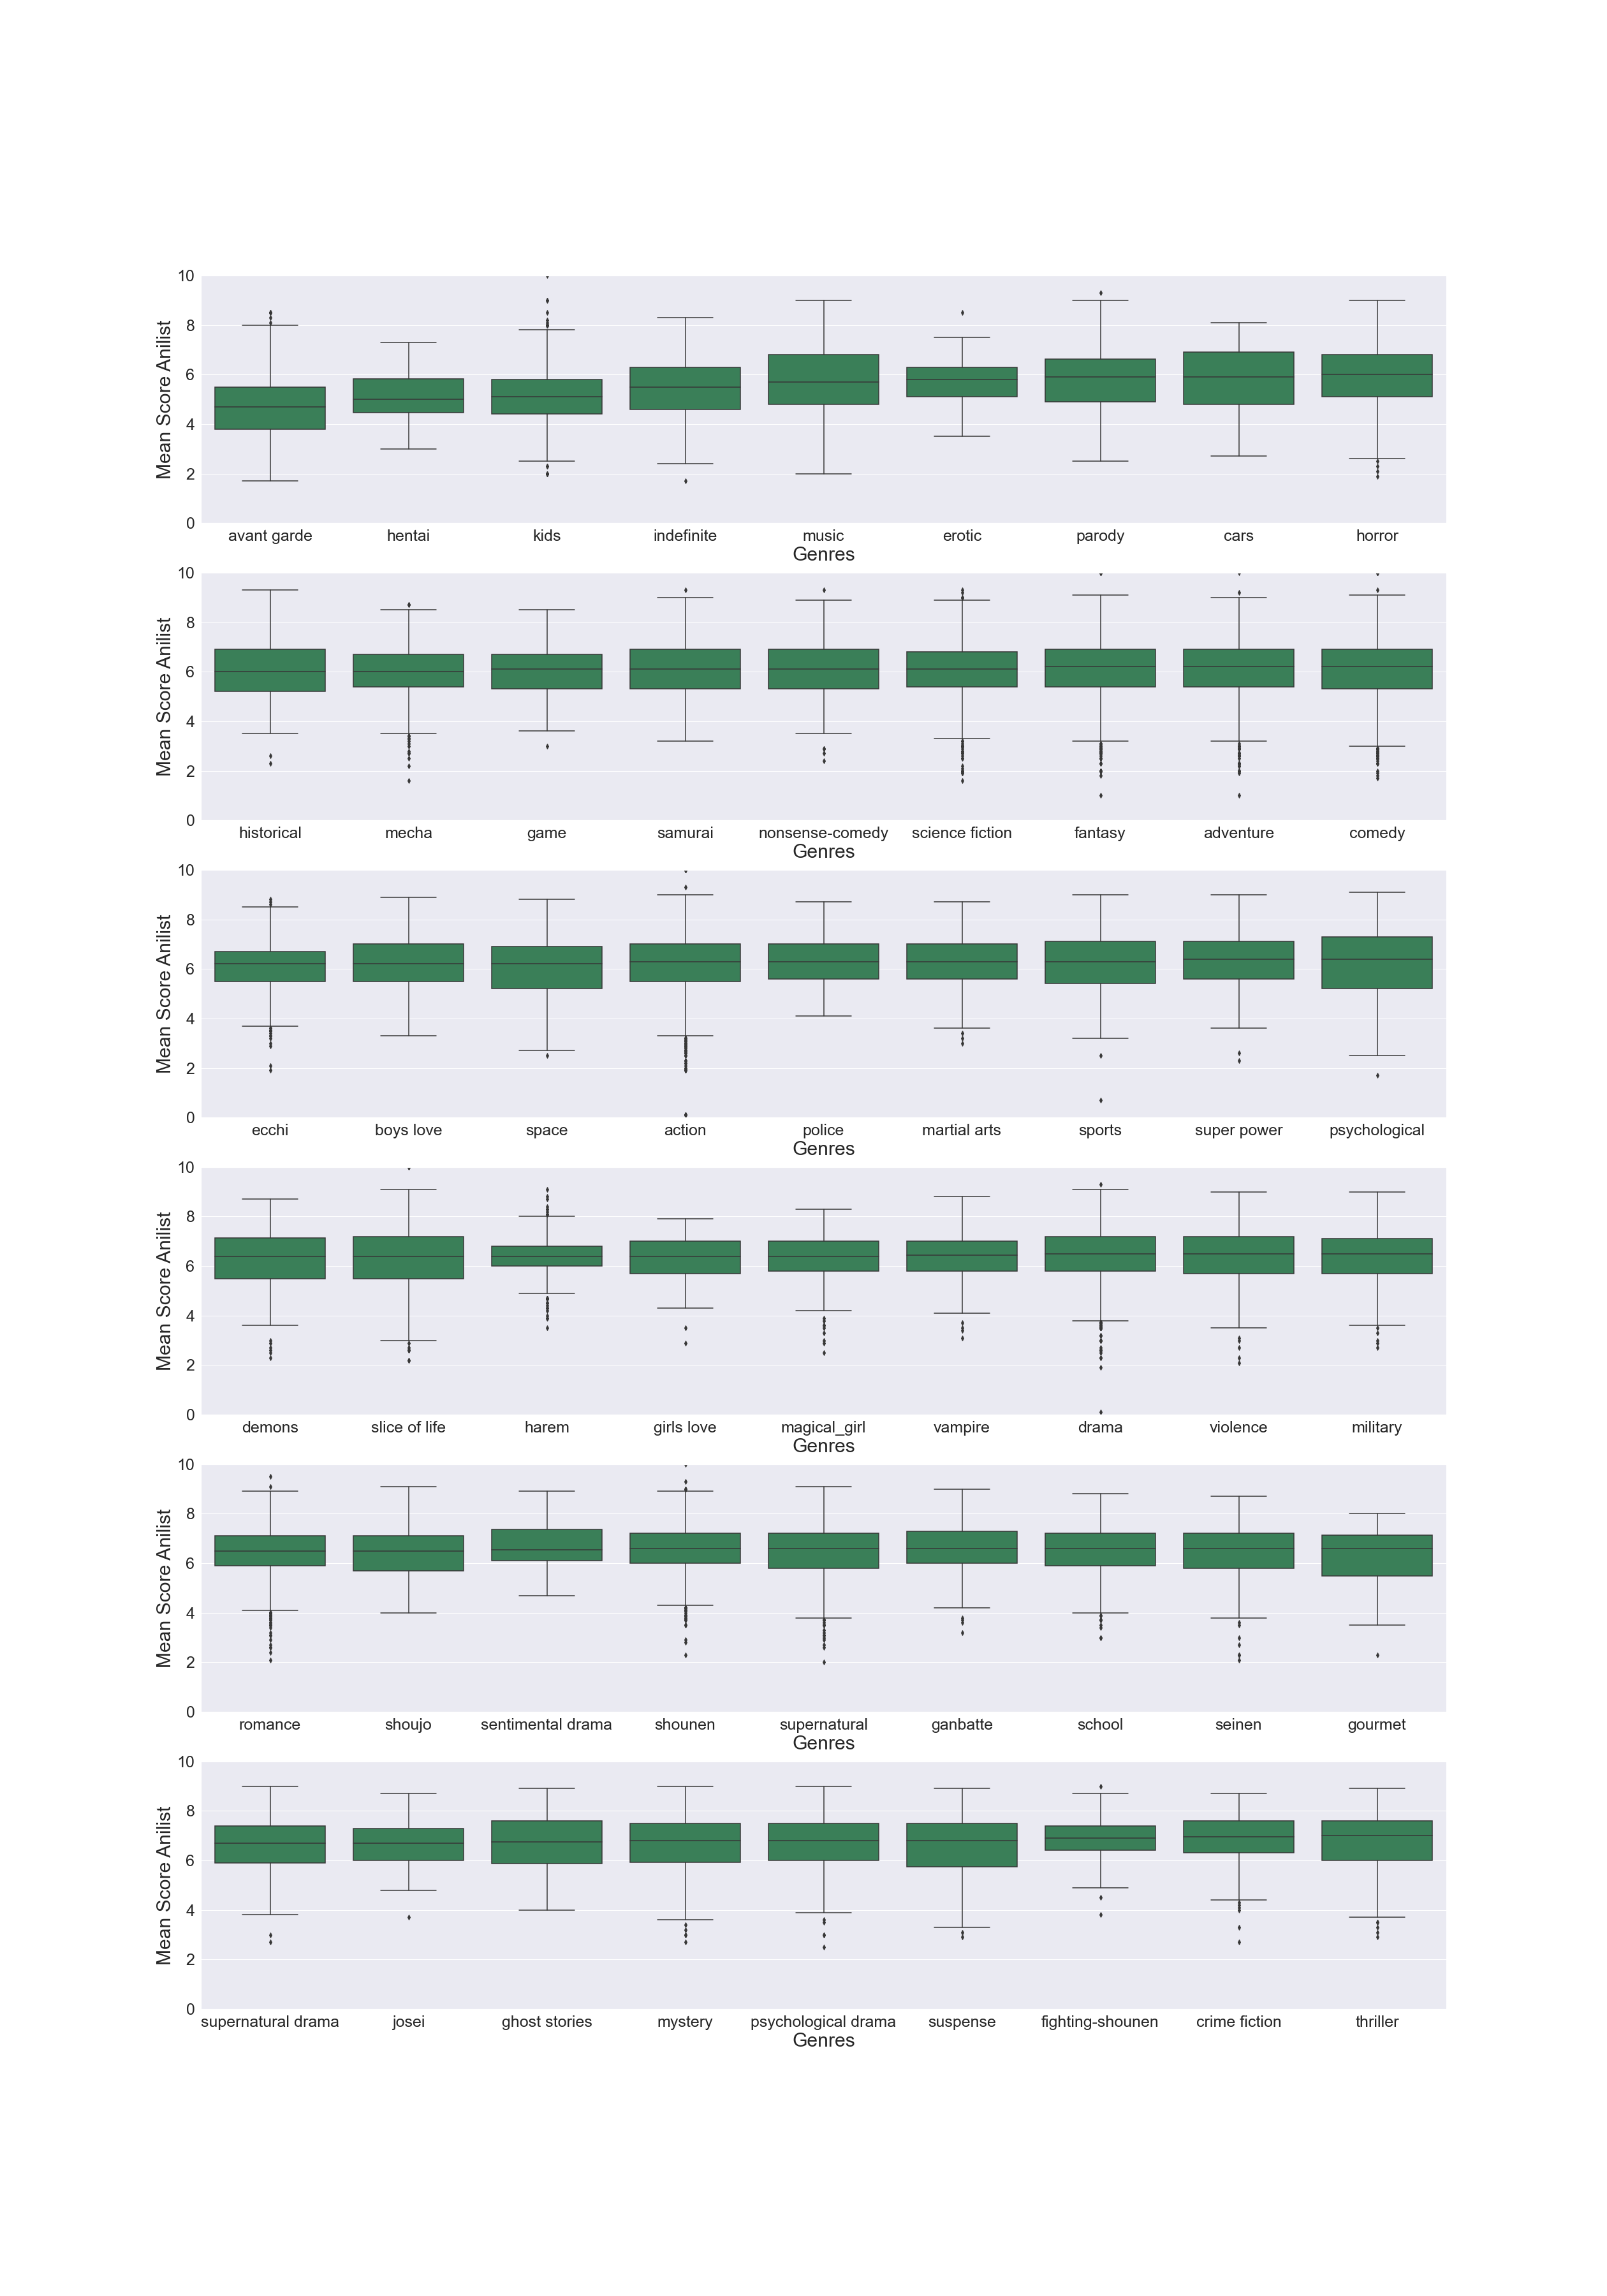 10
8
6
4
2
0
Mean Score Anilist
avant garde hentai kids indefinite music erotic parody cars horror
Genres
10
8
6
4
2
0
Mean Score Anilist
historical mecha game samurai nonsense-comedy science fiction fantasy adventure comedy
Genres
10
8
6
4
2
0
Mean Score Anilist
ecchi boys love space action police martial arts sports super power psychological
Genres
10
8
6
4
2
0
Mean Score Anilist
demons slice of life harem girls love magical_girl vampire drama violence military
Genres
10
8
6
4
2
0
Mean Score Anilist
romance shoujo sentimental drama shounen supernatural ganbatte school seinen gourmet
Genres
10
8
6
4
2
0
Mean Score Anilist
supernatural drama josei ghost stories mystery psychological drama suspense fighting-shounen crime fiction thriller
Genres